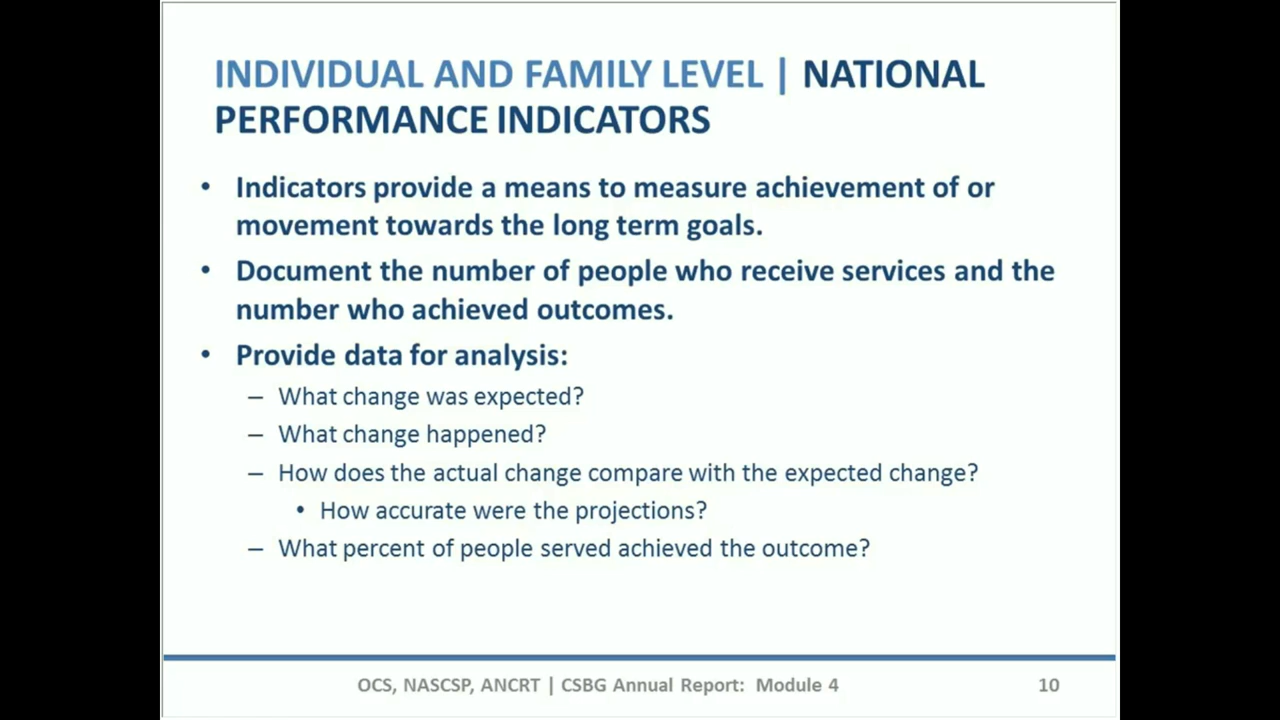 INDIVIDUAL AND FAMILY LEVEL | NATIONAL
PERFORMANCE INDICATORS
• Indicators provide a means to measure achievement of or
movement towards the long term goals.
• Document the number of people who receive services and the
number who achieved outcomes.
• Provide data for analysis:
– What change was expected?
– What change happened?
– How does the actual change compare with the expected change?
• How accurate were the projections?
– What percent of people served achieved the outcome?
OCS, NASCSP, ANCRT | CSBG Annual Report: Module 4
10